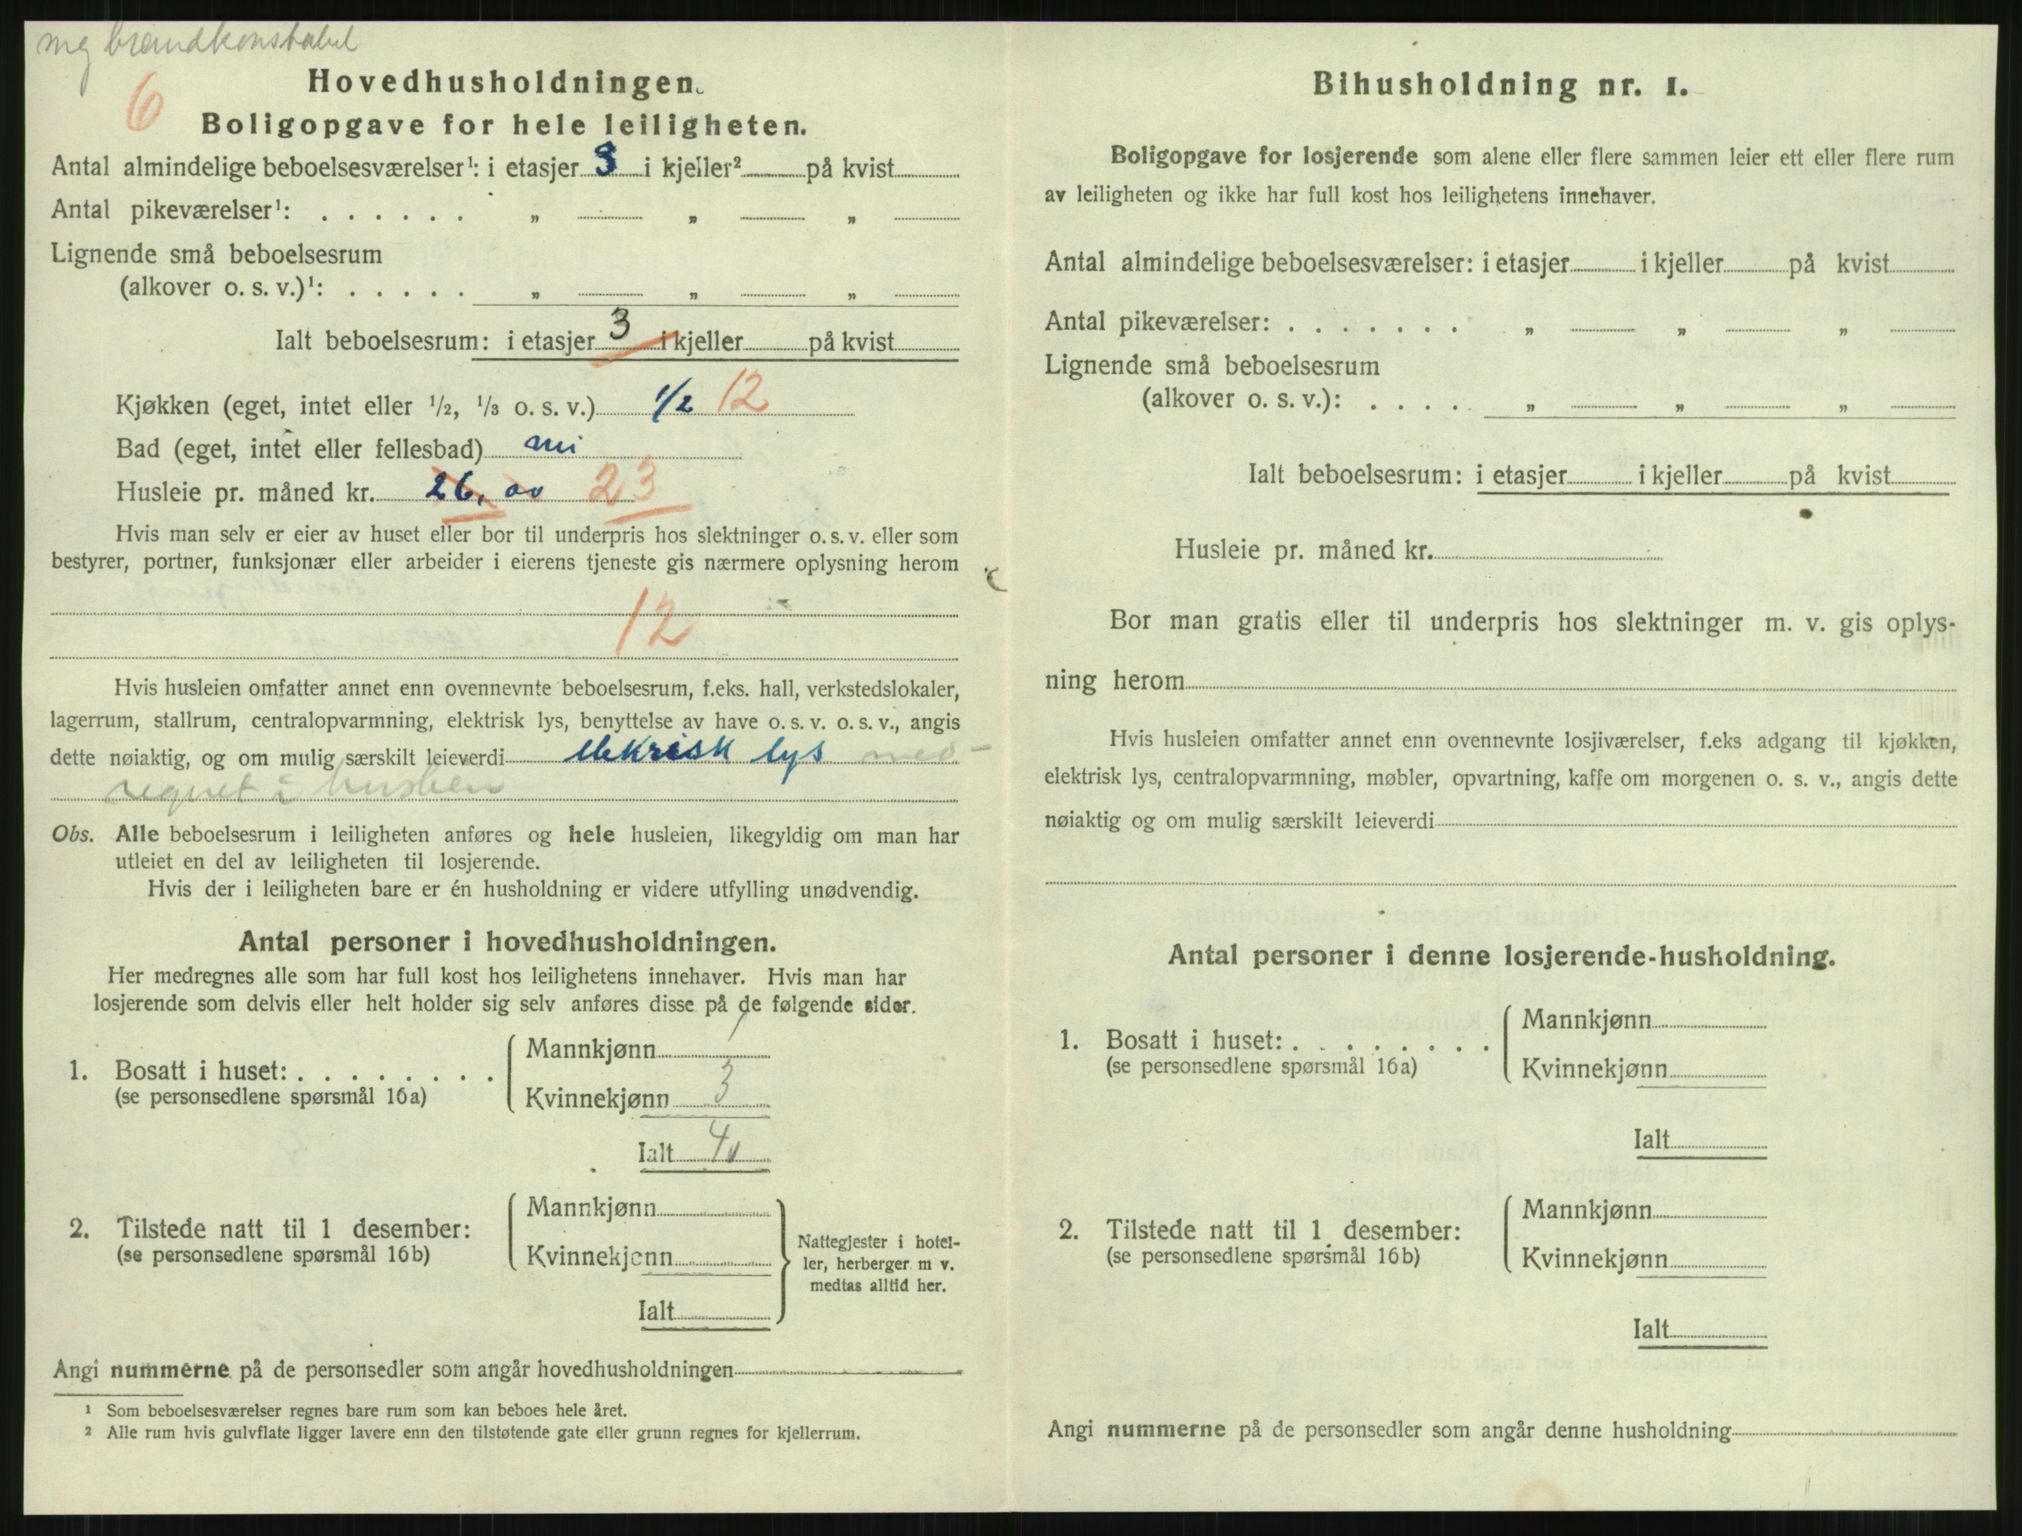 mg brandkonstabel
6
Hovedhusholdningen.
Boligopgave for hele leiligheten.
Antal almindelige beboelsesværelser¹: i etasjer 3 i kjeller² på kvist
Antal pikeværelser¹: . . . . . . „ „ „
Lignende små beboelsesrum
(alkover o. s. v.)¹: . . . . . „ „ „
Ialt beboelsesrum: i etasjer 3 i kjeller på kvist
Kjøkken (eget, intet eller 1/2, 1/3 o. s. v.) 1/2 12
Bad (eget, intet eller fellesbad)
Husleie pr. måned kr. 26, 23
Hvis man selv er eier av huset eller bor til underpris hos slektninger o. s. v. eller som
bestyrer, portner, funksjonær eller arbeider i eierens tjeneste gis nærmere oplysning herom
12
Hvis husleien omfatter annet enn ovennevnte beboelsesrum, f.eks. hall, verkstedslokaler,
lagerrum, stallrum, centralopvarmning, elektrisk lys, benyttelse av have o. s. v. o. s. v., angis
dette nøiaktig, og om mulig særskilt leieverdi elekrisk lys med-
regnet i husleien
Obs. Alle beboelsesrum i leiligheten anføres og hele husleien, likegyldig om man har
utleiet en del av leiligheten til losjerende.
Hvis der i leiligheten bare er én husholdning er videre utfylling unødvendig.
Antal personer i hovedhusholdningen.
Her medregnes alle som har full kost hos leilighetens innehaver. Hvis man har
losjerende som delvis eller helt holder sig selv anføres disse på de følgende sider.
Mannkjønn 1
1. Bosatt i huset: . . . . . . . .
(se personsedlene spørsmål 16a)
Kvinnekjønn 3
Ialt 4
Mannkjønn
2. Tilstede natt til 1 desember:
(se personsedlene spørsmål 16b)
Kvinnekjønn
Ialt
Nattegjester i hotel-
ler, herberger m v.
medtas alltid her.
Angi nummerne på de personsedler som angår hovedhusholdningen
¹ Som beboelsesværelser regnes bare rum som kan beboes hele året.
² Alle rum hvis gulvflate ligger lavere enn den tilstøtende gate eller grunn regnes for kjellerrum.
Bihusholdning nr. 1.
Boligopgave for losjerende som alene eller flere sammen leier ett eller flere rum
av leiligheten og ikke har full kost hos leilighetens innehaver.
Antal almindelige beboelsesværelser: i etasjer i kjeller på kvist
Antal pikeværelser: . . . . . . . „ „ „
Lignende små beboelsesrum
(alkover o. s. v.): . . . . „ „ „
Ialt beboelsesrum: i etasjer i kjeller på kvist
Husleie pr. måned kr.
Bor man gratis eller til underpris hos slektninger m. v. gis oplys-
ning herom
Hvis husleien omfatter annet enn ovennevnte losjiværelser, f.eks adgang til kjøkken,
elektrisk lys, centralopvarmning, møbler, opvartning, kaffe om morgenen o. s. v., angis dette
nøiaktig og om mulig særskilt leieverdi
Antal personer i denne losjerende-husholdning.
Mannkjønn
1. Bosatt i huset: . . . . . . . .
(se personsedlene spørsmål 16a)
Kvinnekjønn
Ialt
Mannkjønn
2. Tilstede natt til 1. desember:
(se personsedlene spørsmål 16b)
Kvinnekjønn
Ialt
Angi nummerne på de personsedler som angår denne husholdning